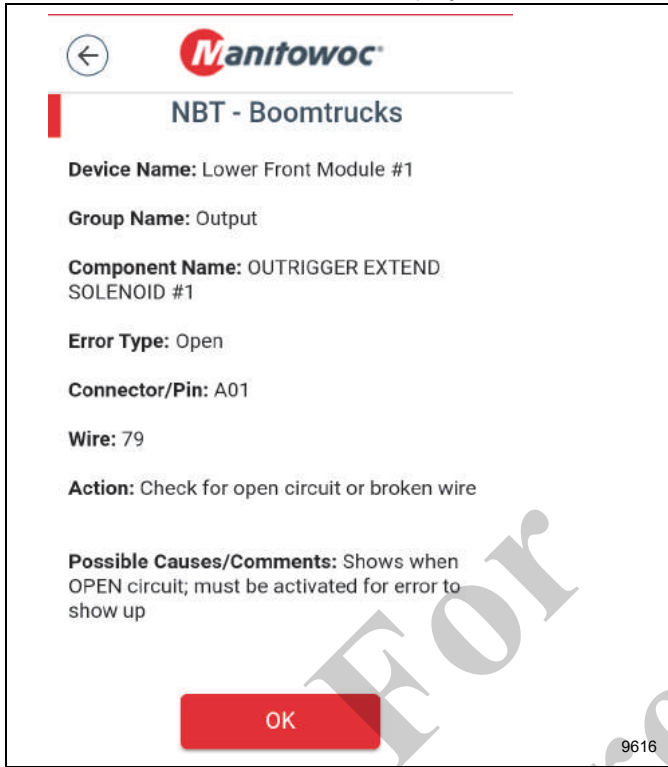 Manitowoc
NBT - Boomtrucks
Device Name: Lower Front Module #1
Group Name: Output
Component Name: OUTRIGGER EXTEND
SOLENOID #1
Error Type: Open
Connector/Pin: A01
Wire: 79
Action: Check for open circuit or broken wire
Possible Causes/Comments: Shows when
OPEN circuit; must be activated for error to
show up
For
OK
9616